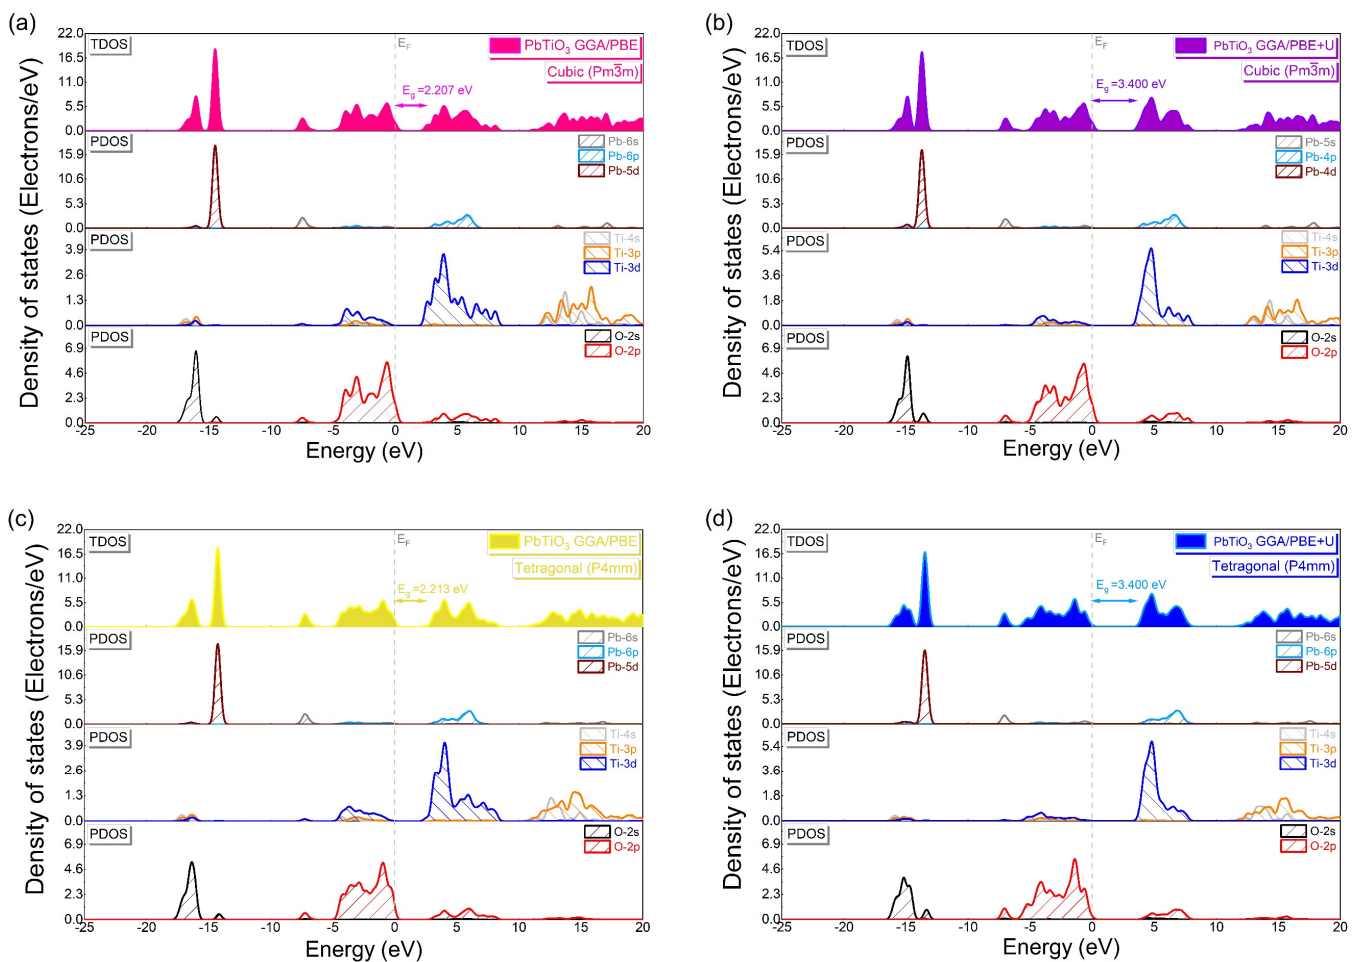 (a)
Density of states (Electrons/eV)
22.0
16.5
11.0
5.5
0.0
TDOS
E_F
PbTiO₃ GGA/PBE
Cubic (Pm3̅m)
E_g =2.207 eV
15.9
10.6
5.3
0.0
PDOS
Pb-6s
Pb-6p
Pb-5d
3.9
2.6
1.3
0.0
PDOS
Ti-4s
Ti-3p
Ti-3d
6.9
4.6
2.3
0.0
PDOS
O-2s
O-2p
-25 -20 -15 -10 -5 0 5 10 15 20
Energy (eV)
(b)
Density of states (Electrons/eV)
22.0
16.5
11.0
5.5
0.0
TDOS
E_F
PbTiO₃ GGA/PBE+U
Cubic (Pm3̅m)
E_g =3.400 eV
15.9
10.6
5.3
0.0
PDOS
Pb-5s
Pb-4p
Pb-4d
5.4
3.6
1.8
0.0
PDOS
Ti-4s
Ti-3p
Ti-3d
6.9
4.6
2.3
0.0
PDOS
O-2s
O-2p
-25 -20 -15 -10 -5 0 5 10 15 20
Energy (eV)
(c)
Density of states (Electrons/eV)
22.0
16.5
11.0
5.5
0.0
TDOS
E_F
PbTiO₃ GGA/PBE
Tetragonal (P4mm)
E_g =2.213 eV
15.9
10.6
5.3
0.0
PDOS
Pb-6s
Pb-6p
Pb-5d
3.9
2.6
1.3
0.0
PDOS
Ti-4s
Ti-3p
Ti-3d
6.9
4.6
2.3
0.0
PDOS
O-2s
O-2p
-25 -20 -15 -10 -5 0 5 10 15 20
Energy (eV)
(d)
Density of states (Electrons/eV)
22.0
16.5
11.0
5.5
0.0
TDOS
E_F
PbTiO₃ GGA/PBE+U
Tetragonal (P4mm)
E_g =3.400 eV
15.9
10.6
5.3
0.0
PDOS
Pb-6s
Pb-6p
Pb-5d
5.4
3.6
1.8
0.0
PDOS
Ti-4s
Ti-3p
Ti-3d
6.9
4.6
2.3
0.0
PDOS
O-2s
O-2p
-25 -20 -15 -10 -5 0 5 10 15 20
Energy (eV)